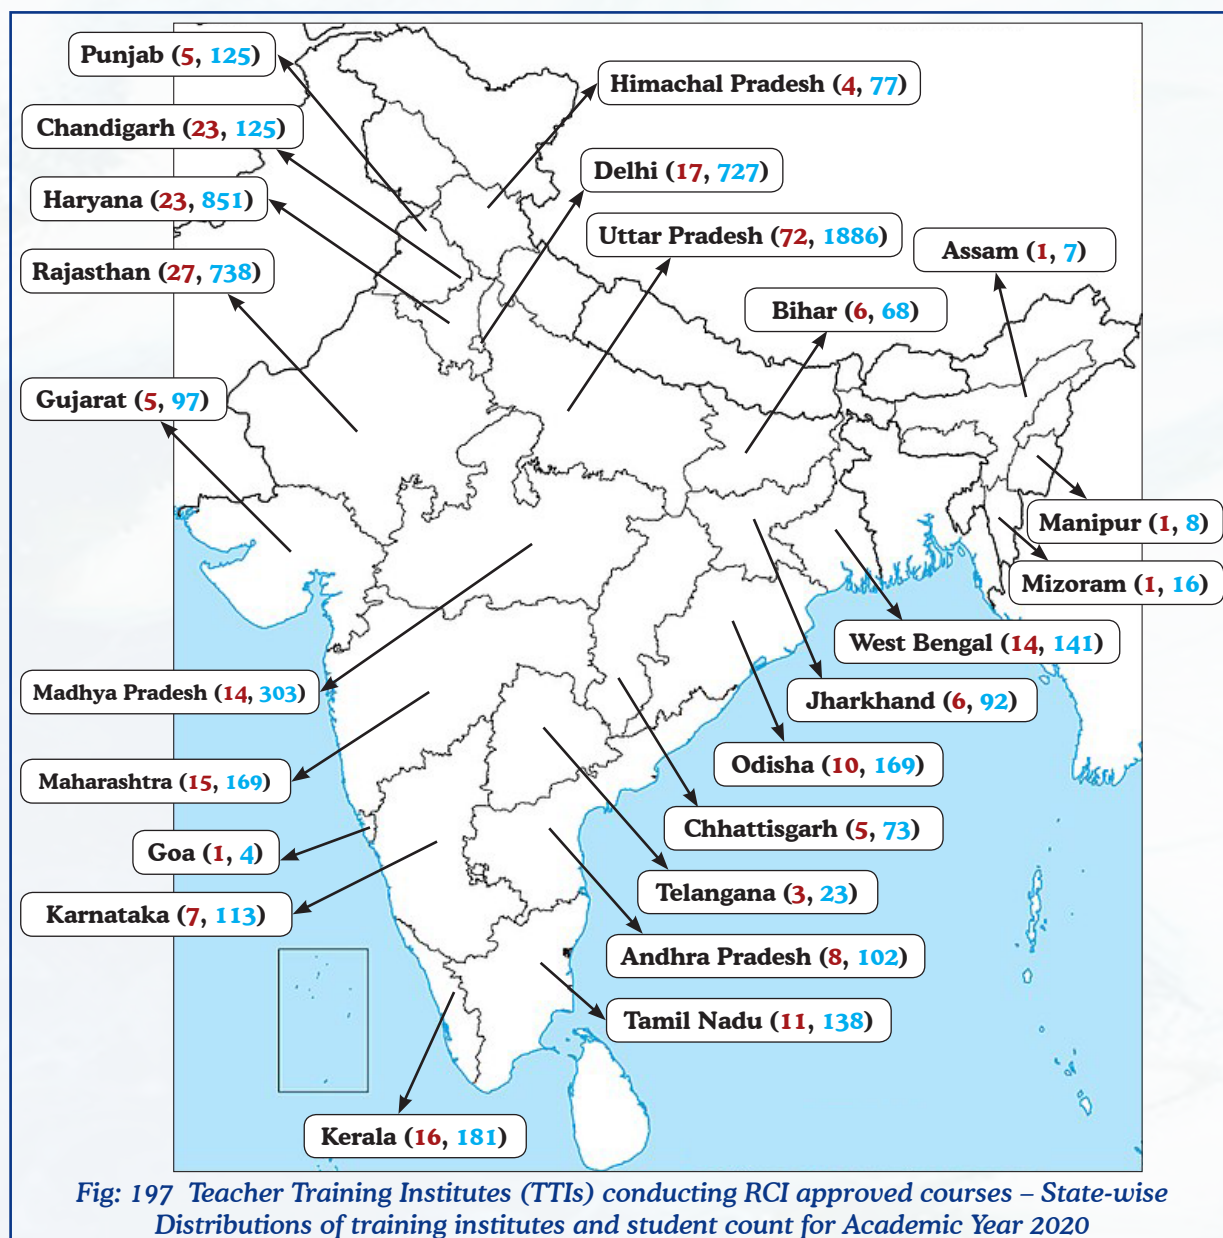 Punjab (5, 125)
Himachal Pradesh (4, 77)
Chandigarh (23, 125)
Delhi (17, 727)
Haryana (23, 851)
Uttar Pradesh (72, 1886)
Assam (1, 7)
Rajasthan (27, 738)
Bihar (6, 68)
Gujarat (5, 97)
Manipur (1, 8)
Mizoram (1, 16)
West Bengal (14, 141)
Madhya Pradesh (14, 303)
Jharkhand (6, 92)
Odisha (10, 169)
Maharashtra (15, 169)
Chhattisgarh (5, 73)
Goa (1, 4)
Telangana (3, 23)
Karnataka (7, 113)
Andhra Pradesh (8, 102)
Tamil Nadu (11, 138)
Kerala (16, 181)
Fig: 197 Teacher Training Institutes (TTIs) conducting RCI approved courses – State-wise
Distributions of training institutes and student count for Academic Year 2020